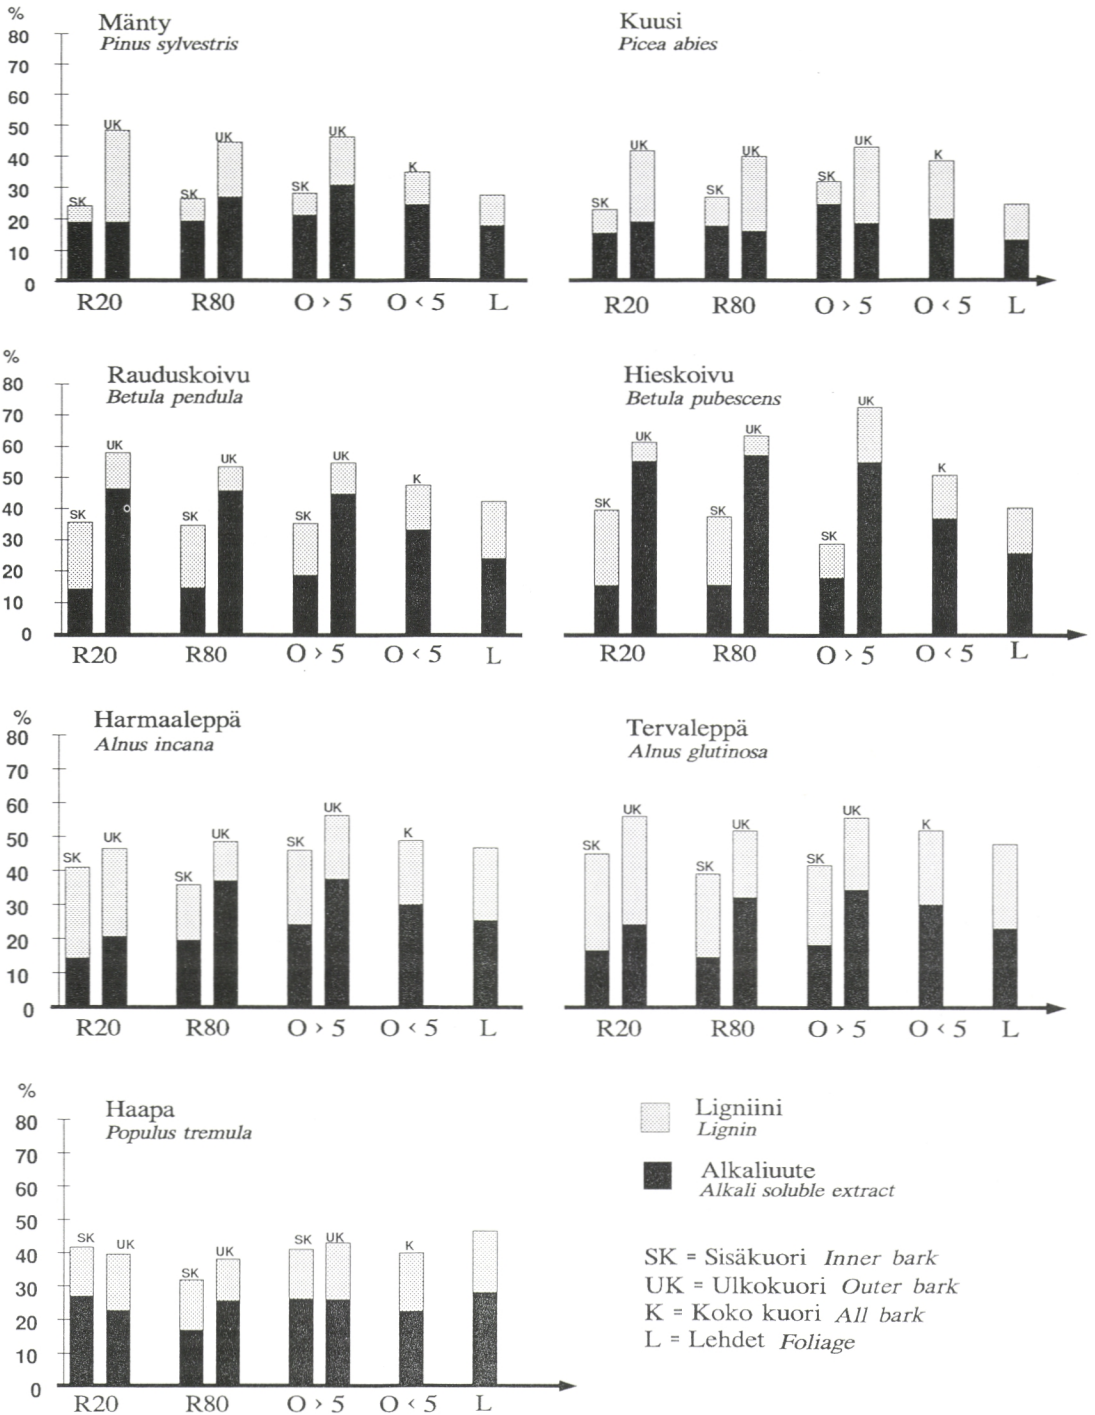 %
Mänty
Pinus sylvestris
80
70
60
50
40
30
20
10
0
SK
UK
SK
UK
SK
UK
K
R20
R80
O > 5
O < 5
L
Kuusi
Picea abies
SK
UK
SK
UK
SK
UK
K
R20
R80
O > 5
O < 5
L
%
Rauduskoivu
Betula pendula
80
70
60
50
40
30
20
10
0
SK
UK
SK
UK
SK
UK
K
R20
R80
O > 5
O < 5
L
Hieskoivu
Betula pubescens
SK
UK
SK
UK
SK
UK
K
R20
R80
O > 5
O < 5
L
%
Harmaaleppä
Alnus incana
80
70
60
50
40
30
20
10
0
SK
UK
SK
UK
SK
UK
K
R20
R80
O > 5
O < 5
L
Tervaleppä
Alnus glutinosa
SK
UK
SK
UK
SK
UK
K
R20
R80
O > 5
O < 5
L
%
Haapa
Populus tremula
80
70
60
50
40
30
20
10
0
SK
UK
SK
UK
SK
UK
K
R20
R80
O > 5
O < 5
L
Ligniini
Lignin
Alkaliuute
Alkali soluble extract
SK = Sisäkuori Inner bark
UK = Ulkokuori Outer bark
K = Koko kuori All bark
L = Lehdet Foliage